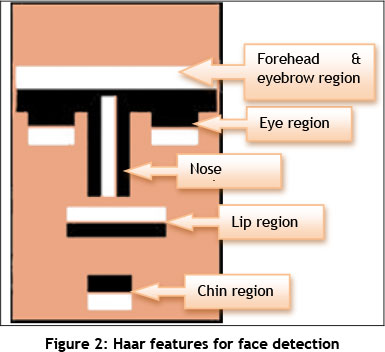 Forehead &
eyebrow region
Eye region
Nose
Lip region
Chin region
Figure 2: Haar features for face detection